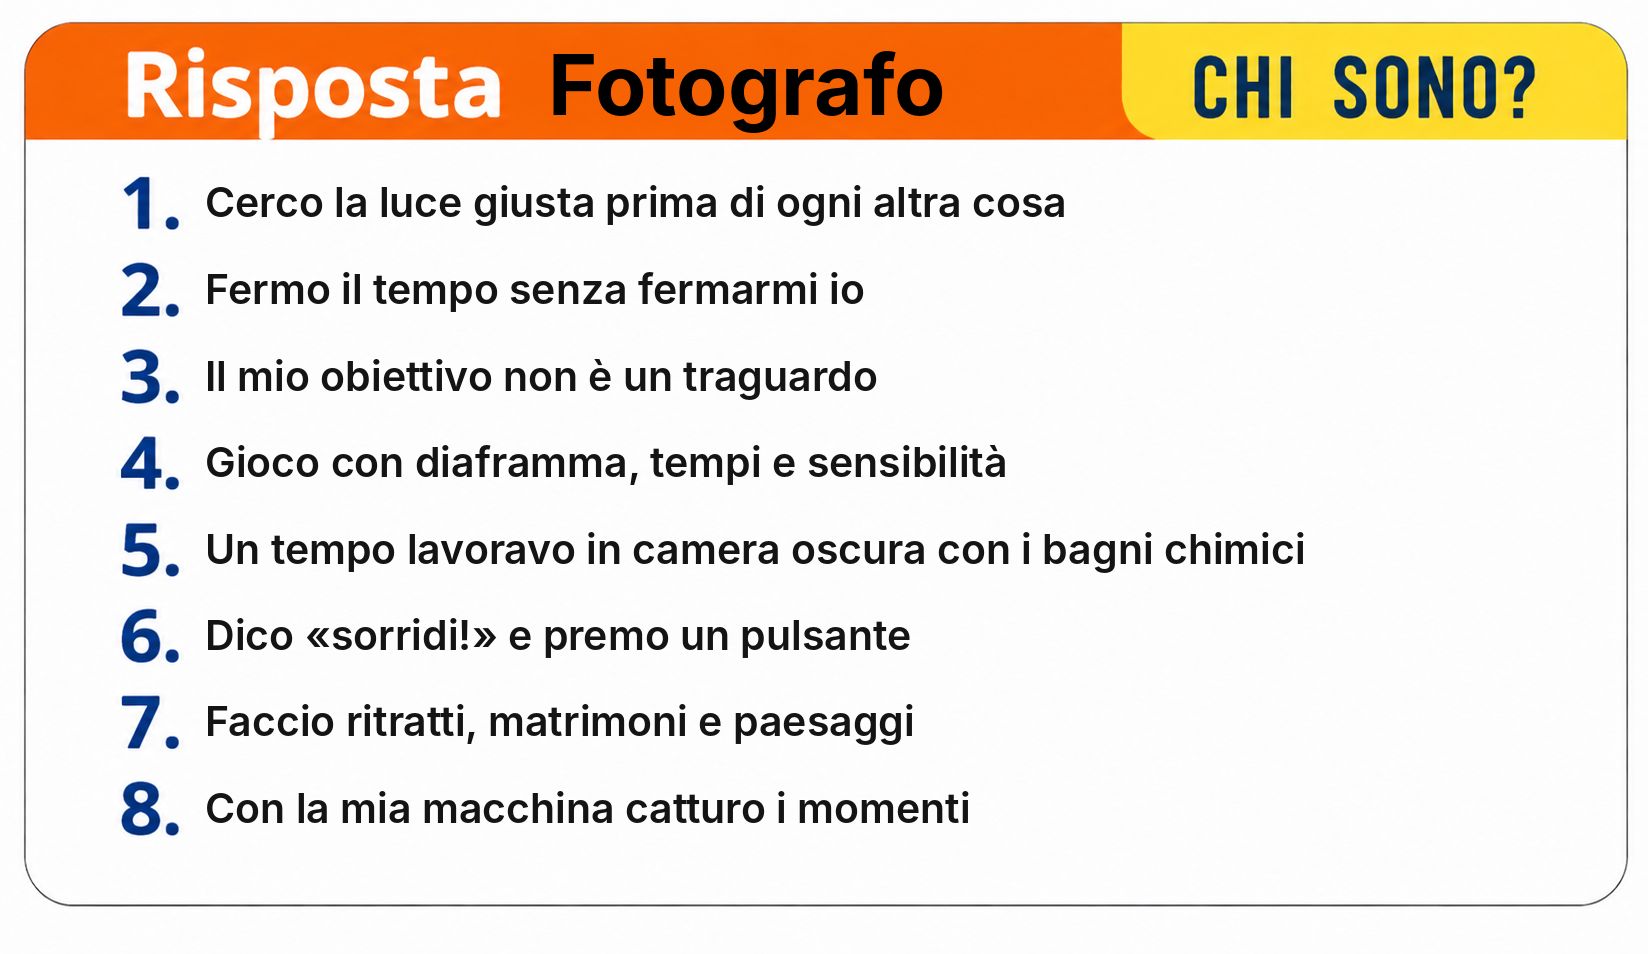 Risposta Fotografo CHI SONO?
1. Cerco la luce giusta prima di ogni altra cosa
2. Fermo il tempo senza fermarmi io
3. Il mio obiettivo non è un traguardo
4. Gioco con diaframma, tempi e sensibilità
5. Un tempo lavoravo in camera oscura con i bagni chimici
6. Dico «sorridi!» e premo un pulsante
7. Faccio ritratti, matrimoni e paesaggi
8. Con la mia macchina catturo i momenti